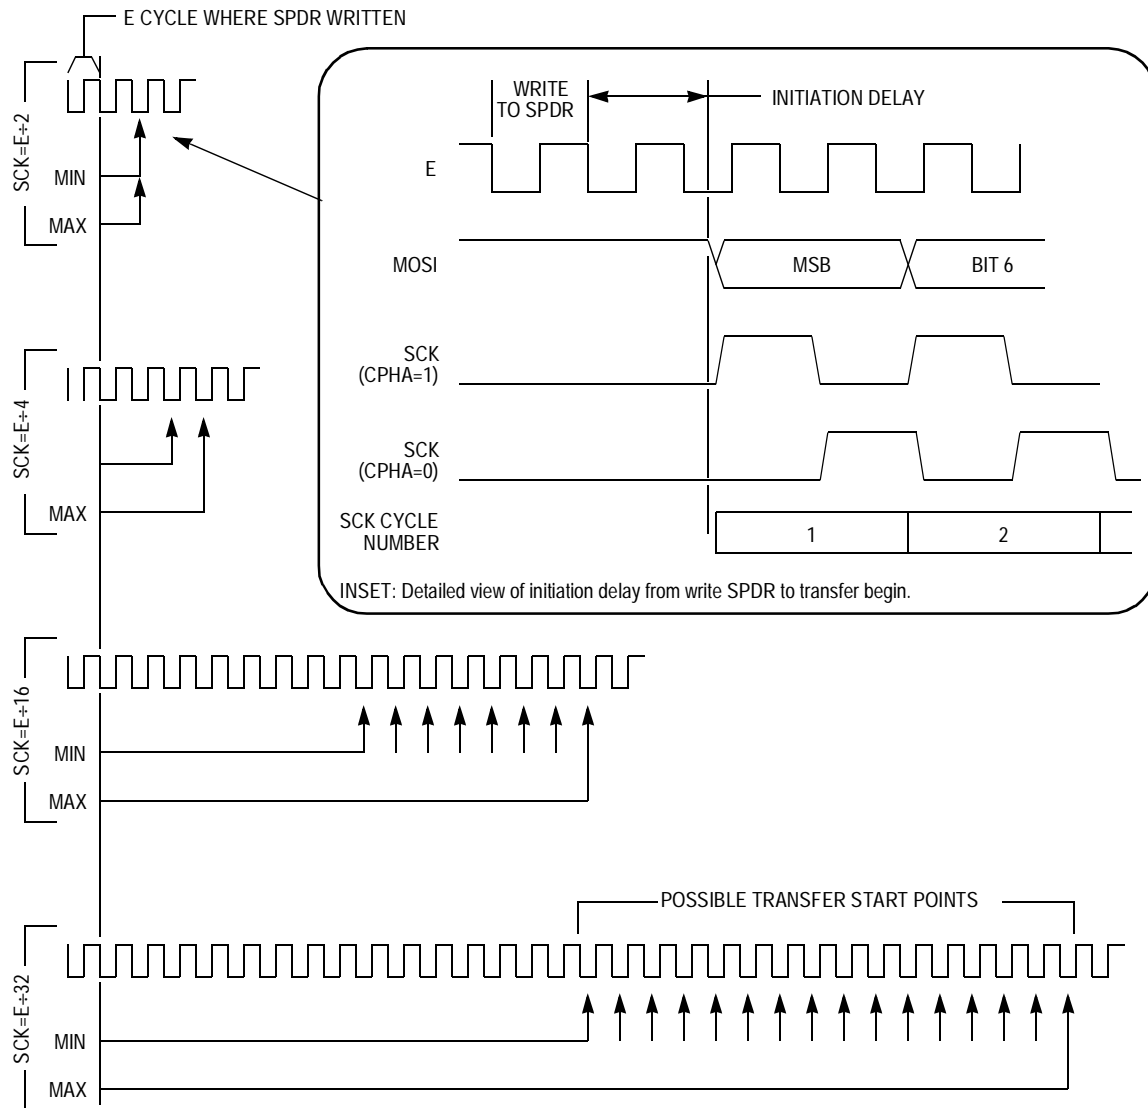 E CYCLE WHERE SPDR WRITTEN
SCK=E÷2
MIN
MAX
WRITE
TO SPDR
INITIATION DELAY
E
MOSI
MSB
BIT 6
SCK
(CPHA=1)
SCK
(CPHA=0)
SCK CYCLE
NUMBER
1
2
INSET: Detailed view of initiation delay from write SPDR to transfer begin.
SCK=E÷4
MAX
SCK=E÷16
MIN
MAX
POSSIBLE TRANSFER START POINTS
SCK=E÷32
MIN
MAX